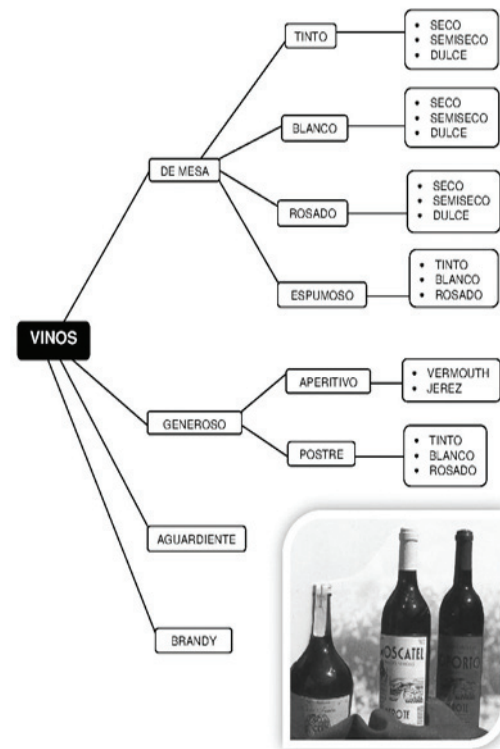 TINTO
• SECO
• SEMISECO
• DULCE
BLANCO
• SECO
• SEMISECO
• DULCE
DE MESA
ROSADO
• SECO
• SEMISECO
• DULCE
ESPUMOSO
• TINTO
• BLANCO
• ROSADO
VINOS
APERITIVO
• VERMOUTH
• JEREZ
GENEROSO
POSTRE
• TINTO
• BLANCO
• ROSADO
AGUARDIENTE
BRANDY
MOSCATEL
OPORTO